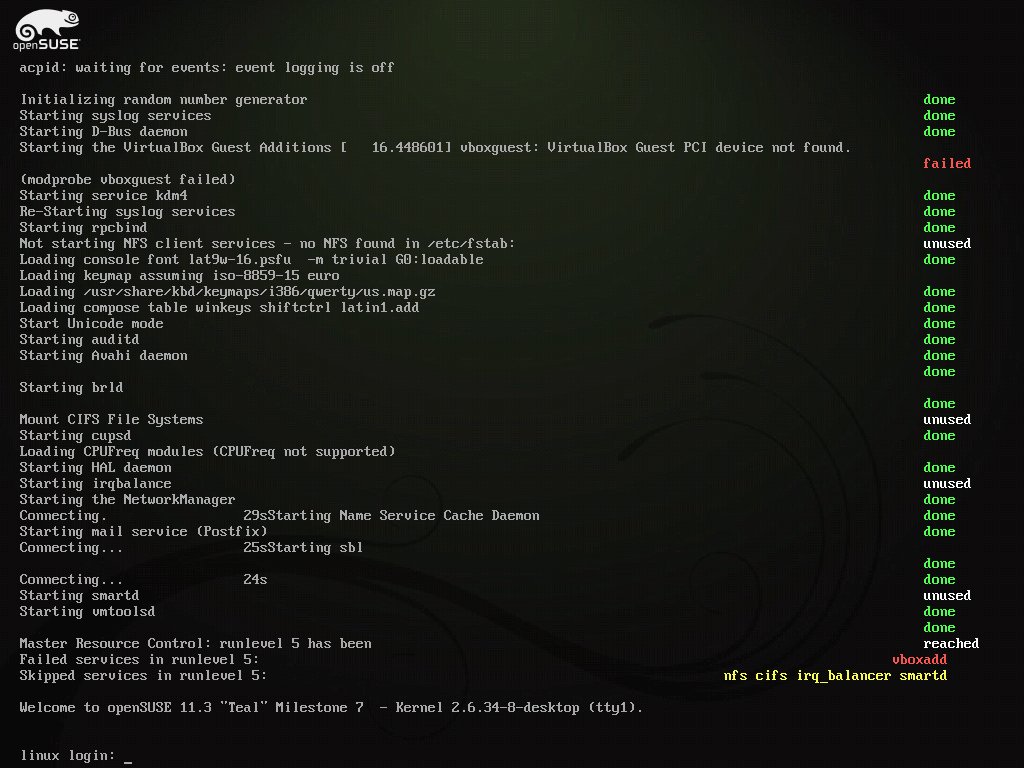 openSUSE
acpid: waiting for events: event logging is off
Initializing random number generator done
Starting syslog services done
Starting D-Bus daemon done
Starting the VirtualBox Guest Additions [   16.448601] vboxguest: VirtualBox Guest PCI device not found.
failed
(modprobe vboxguest failed)
Starting service kdm4 done
Re-Starting syslog services done
Starting rpcbind done
Not starting NFS client services - no NFS found in /etc/fstab: unused
Loading console font lat9w-16.psfu  -m trivial G0:loadable done
Loading keymap assuming iso-8859-15 euro
Loading /usr/share/kbd/keymaps/i386/qwerty/us.map.gz done
Loading compose table winkeys shiftctrl latin1.add done
Start Unicode mode done
Starting auditd done
Starting Avahi daemon done
done
Starting brld
done
Mount CIFS File Systems unused
Starting cupsd done
Loading CPUFreq modules (CPUFreq not supported)
Starting HAL daemon done
Starting irqbalance unused
Starting the NetworkManager done
Connecting. 29sStarting Name Service Cache Daemon done
Starting mail service (Postfix) done
Connecting... 25sStarting sbl
done
Connecting... 24s done
Starting smartd unused
Starting vmtoolsd done
done
Master Resource Control: runlevel 5 has been reached
Failed services in runlevel 5: vboxadd
Skipped services in runlevel 5: nfs cifs irq_balancer smartd
Welcome to openSUSE 11.3 "Teal" Milestone 7  - Kernel 2.6.34-8-desktop (tty1).
linux login: _